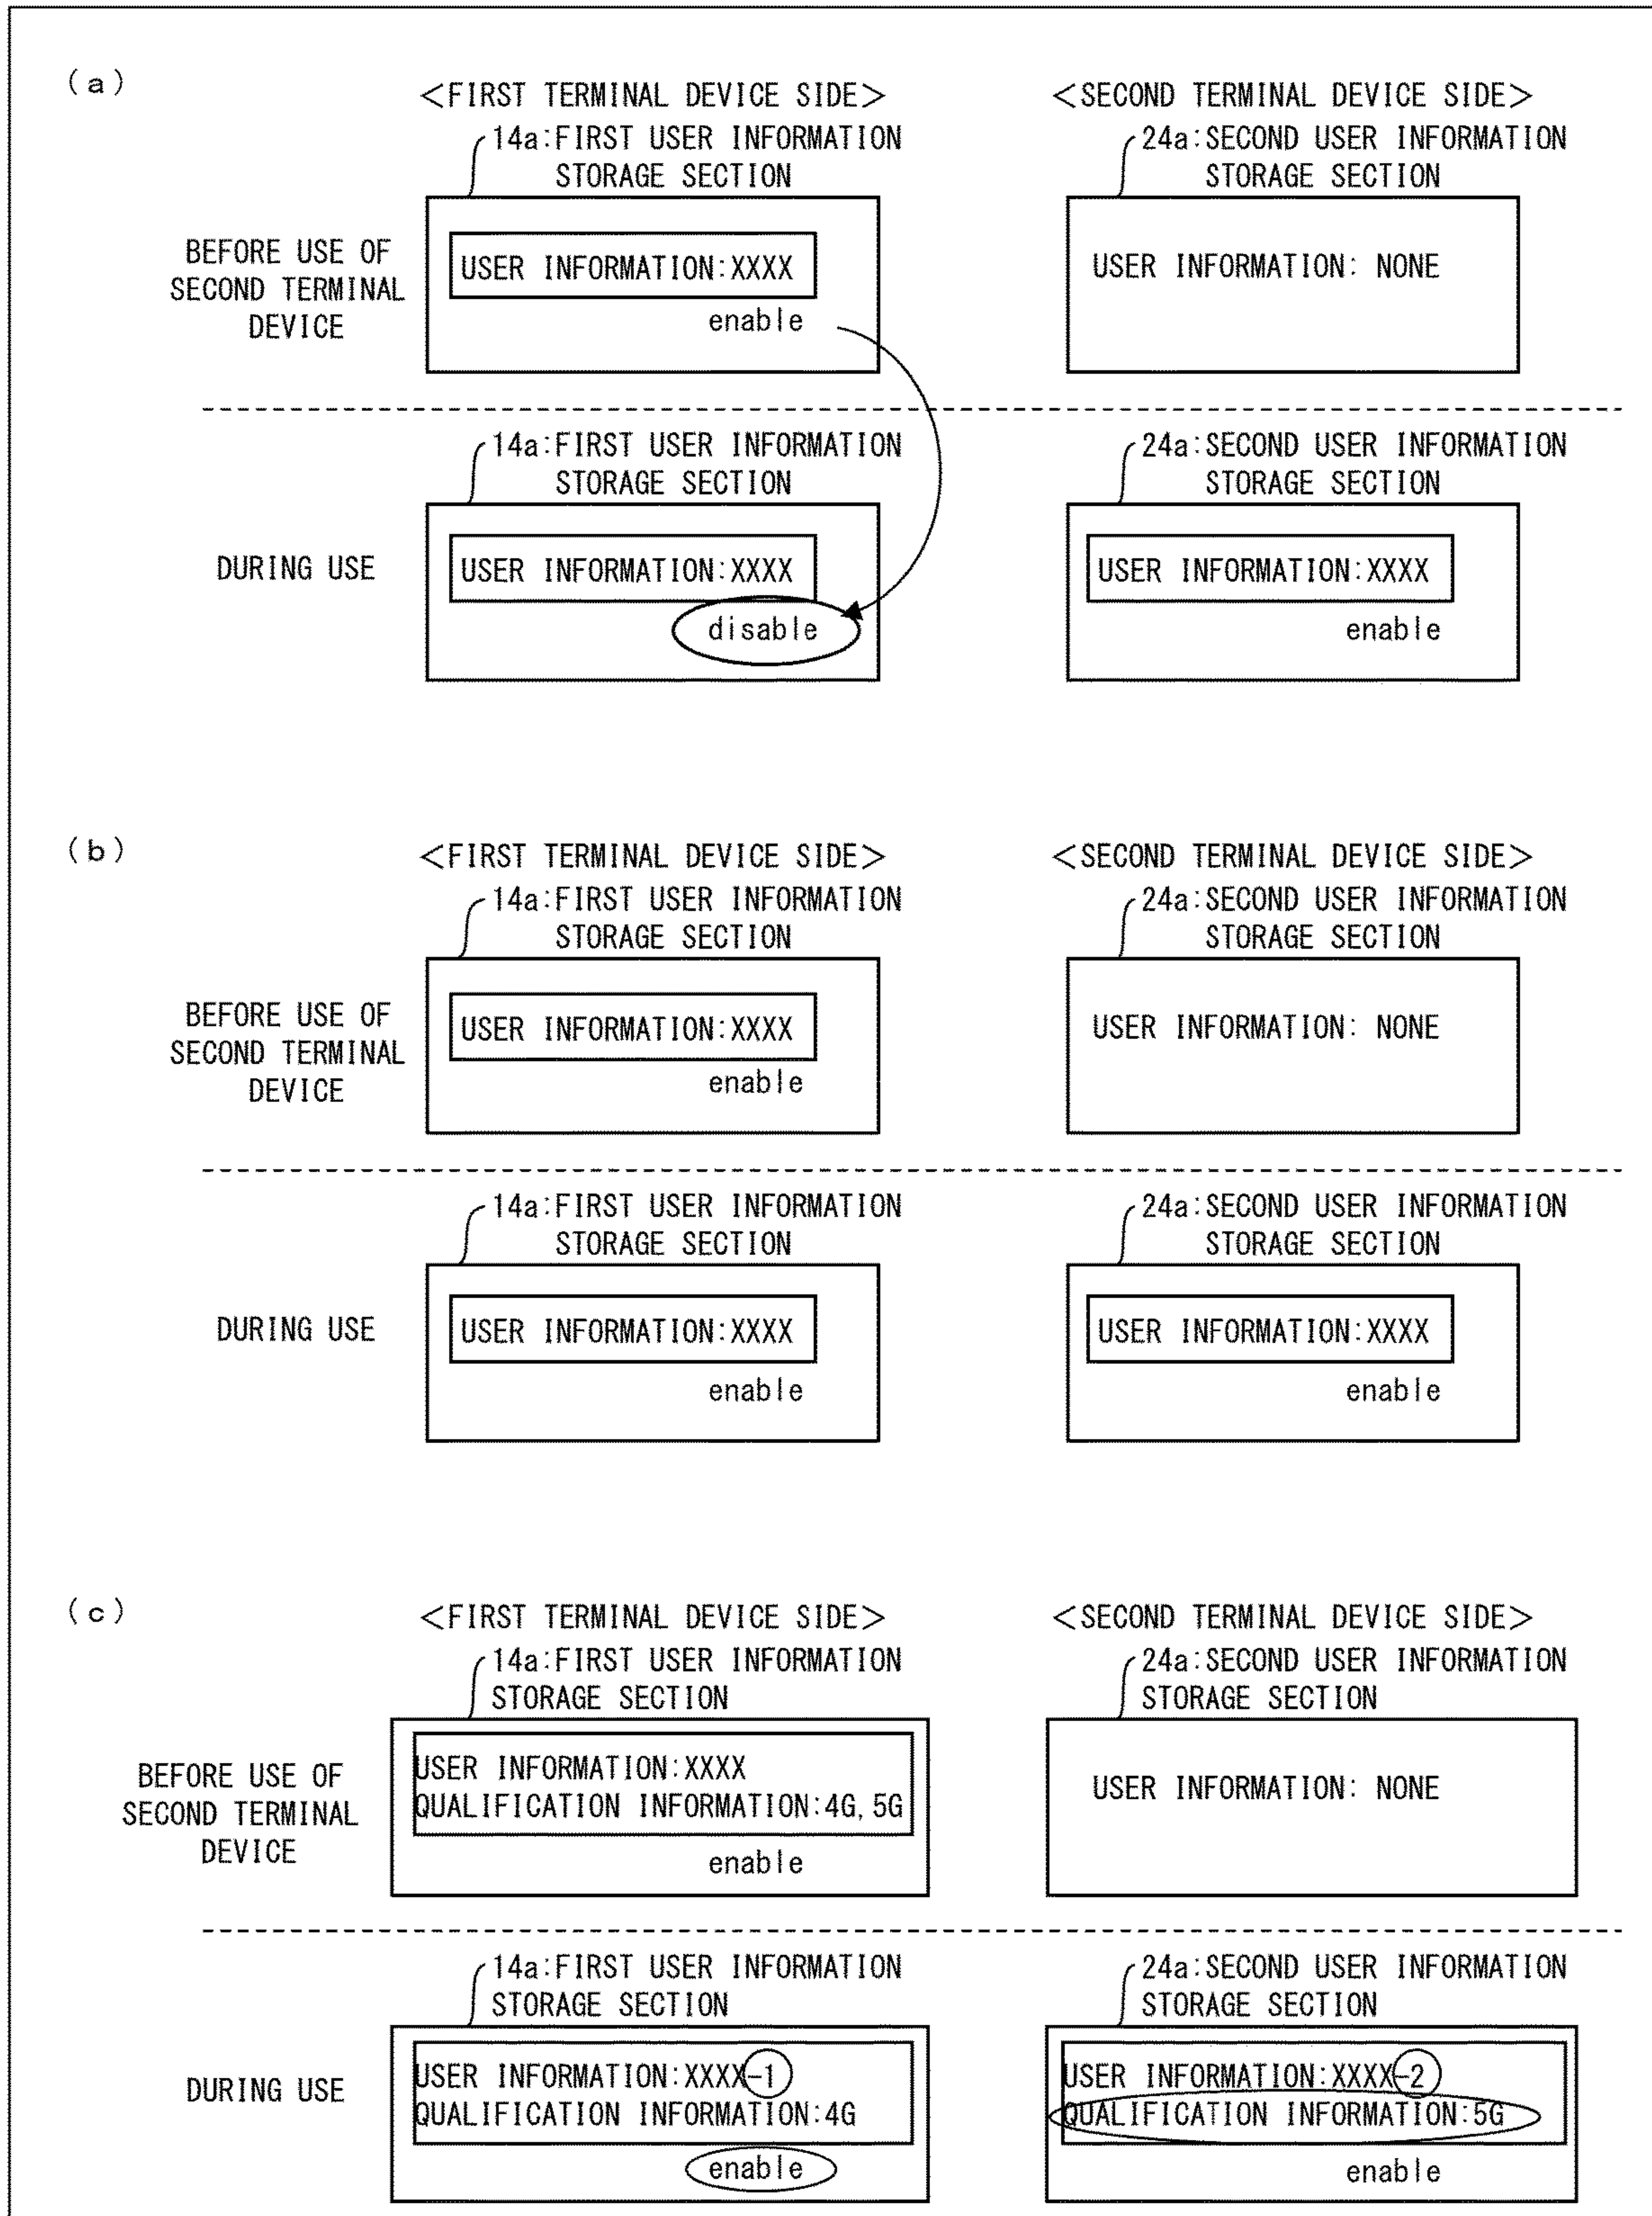 (a)
<FIRST TERMINAL DEVICE SIDE>
<SECOND TERMINAL DEVICE SIDE>
14a:FIRST USER INFORMATION
STORAGE SECTION
24a:SECOND USER INFORMATION
STORAGE SECTION
BEFORE USE OF
SECOND TERMINAL
DEVICE
USER INFORMATION:XXXX
enable
USER INFORMATION: NONE
14a:FIRST USER INFORMATION
STORAGE SECTION
24a:SECOND USER INFORMATION
STORAGE SECTION
DURING USE
USER INFORMATION:XXXX
disable
USER INFORMATION:XXXX
enable
(b)
<FIRST TERMINAL DEVICE SIDE>
<SECOND TERMINAL DEVICE SIDE>
14a:FIRST USER INFORMATION
STORAGE SECTION
24a:SECOND USER INFORMATION
STORAGE SECTION
BEFORE USE OF
SECOND TERMINAL
DEVICE
USER INFORMATION:XXXX
enable
USER INFORMATION: NONE
14a:FIRST USER INFORMATION
STORAGE SECTION
24a:SECOND USER INFORMATION
STORAGE SECTION
DURING USE
USER INFORMATION:XXXX
enable
USER INFORMATION:XXXX
enable
(c)
<FIRST TERMINAL DEVICE SIDE>
<SECOND TERMINAL DEVICE SIDE>
14a:FIRST USER INFORMATION
STORAGE SECTION
24a:SECOND USER INFORMATION
STORAGE SECTION
BEFORE USE OF
SECOND TERMINAL
DEVICE
USER INFORMATION:XXXX
QUALIFICATION INFORMATION:4G, 5G
enable
USER INFORMATION: NONE
14a:FIRST USER INFORMATION
STORAGE SECTION
24a:SECOND USER INFORMATION
STORAGE SECTION
DURING USE
USER INFORMATION:XXXX-1
QUALIFICATION INFORMATION:4G
enable
USER INFORMATION:XXXX-2
QUALIFICATION INFORMATION:5G
enable